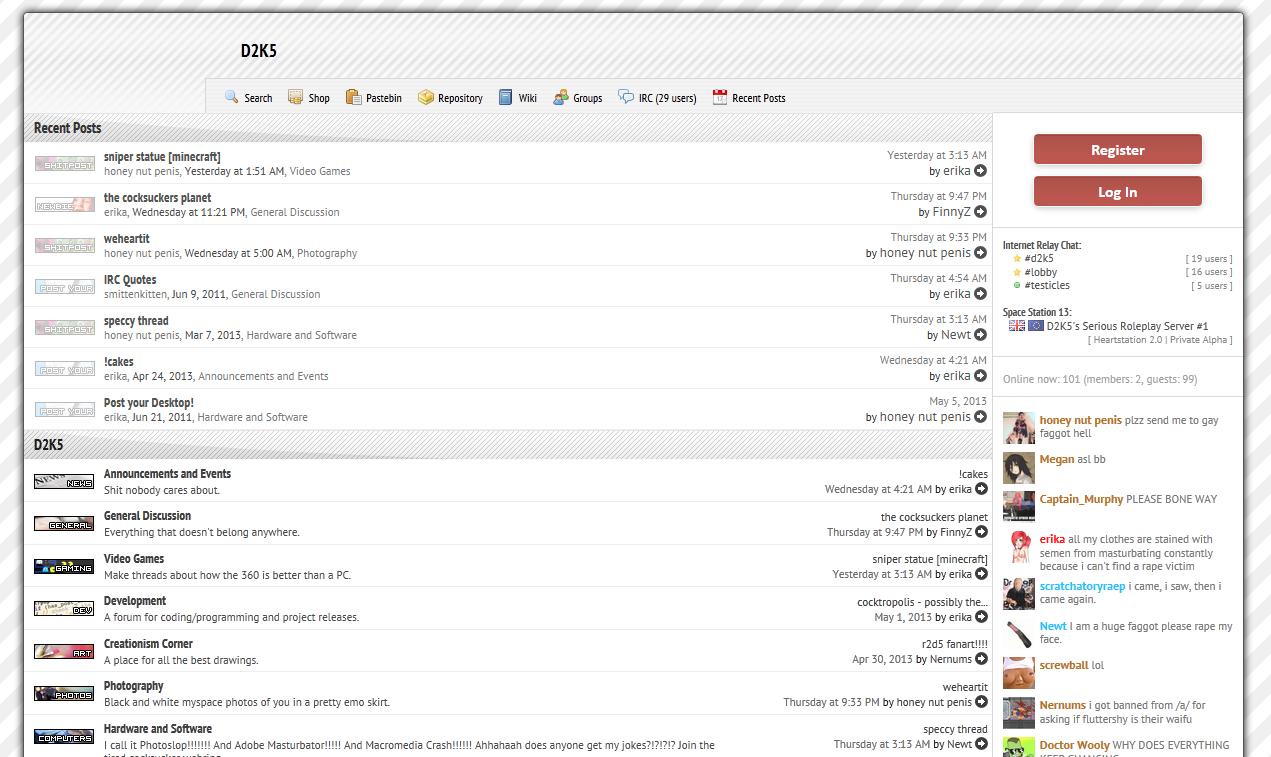 D2K5
Search Shop Pastebin Repository Wiki Groups IRC (29 users) Recent Posts
Recent Posts
SHITPOST
sniper statue [minecraft]
honey nut penis, Yesterday at 1:51 AM, Video Games
Yesterday at 3:13 AM
by erika
NEWBIE
the cocksuckers planet
erika, Wednesday at 11:21 PM, General Discussion
Thursday at 9:47 PM
by FinnyZ
SHITPOST
weheartit
honey nut penis, Wednesday at 5:00 AM, Photography
Thursday at 9:33 PM
by honey nut penis
POST YOUR
IRC Quotes
smittenkitten, Jun 9, 2011, General Discussion
Thursday at 4:54 AM
by erika
SHITPOST
speccy thread
honey nut penis, Mar 7, 2013, Hardware and Software
Thursday at 3:13 AM
by Newt
POST YOUR
!cakes
erika, Apr 24, 2013, Announcements and Events
Wednesday at 4:21 AM
by erika
POST YOUR
Post your Desktop!
erika, Jun 21, 2011, Hardware and Software
May 5, 2013
by honey nut penis
D2K5
NEWS
Announcements and Events
Shit nobody cares about.
!cakes
Wednesday at 4:21 AM by erika
GENERAL
General Discussion
Everything that doesn't belong anywhere.
the cocksuckers planet
Thursday at 9:47 PM by FinnyZ
GAMING
Video Games
Make threads about how the 360 is better than a PC.
sniper statue [minecraft]
Yesterday at 3:13 AM by erika
DEV
Development
A forum for coding/programming and project releases.
cocktropolis - possibly the...
May 1, 2013 by erika
ART
Creationism Corner
A place for all the best drawings.
r2d5 fanart!!!!
Apr 30, 2013 by Nernums
PHOTOS
Photography
Black and white myspace photos of you in a pretty emo skirt.
weheartit
Thursday at 9:33 PM by honey nut penis
COMPUTERS
Hardware and Software
I call it Photoslop!!!!!!! And Adobe Masturbator!!!!! And Macromedia Crash!!!!!! Ahhahaah does anyone get my jokes?!?!?!? Join the
speccy thread
Thursday at 3:13 AM by Newt
Register
Log In
Internet Relay Chat:
#d2k5 [ 19 users ]
#lobby [ 16 users ]
#testicles [ 5 users ]
Space Station 13:
D2K5's Serious Roleplay Server #1
[ Heartstation 2.0 | Private Alpha ]
Online now: 101 (members: 2, guests: 99)
honey nut penis plzz send me to gay
faggot hell
Megan asl bb
Captain_Murphy PLEASE BONE WAY
erika all my clothes are stained with
semen from masturbating constantly
because i can't find a rape victim
scratchatoryraep i came, i saw, then i
came again.
Newt I am a huge faggot please rape my
face.
screwball lol
Nernums i got banned from /a/ for
asking if fluttershy is their waifu
Doctor Wooly WHY DOES EVERYTHING